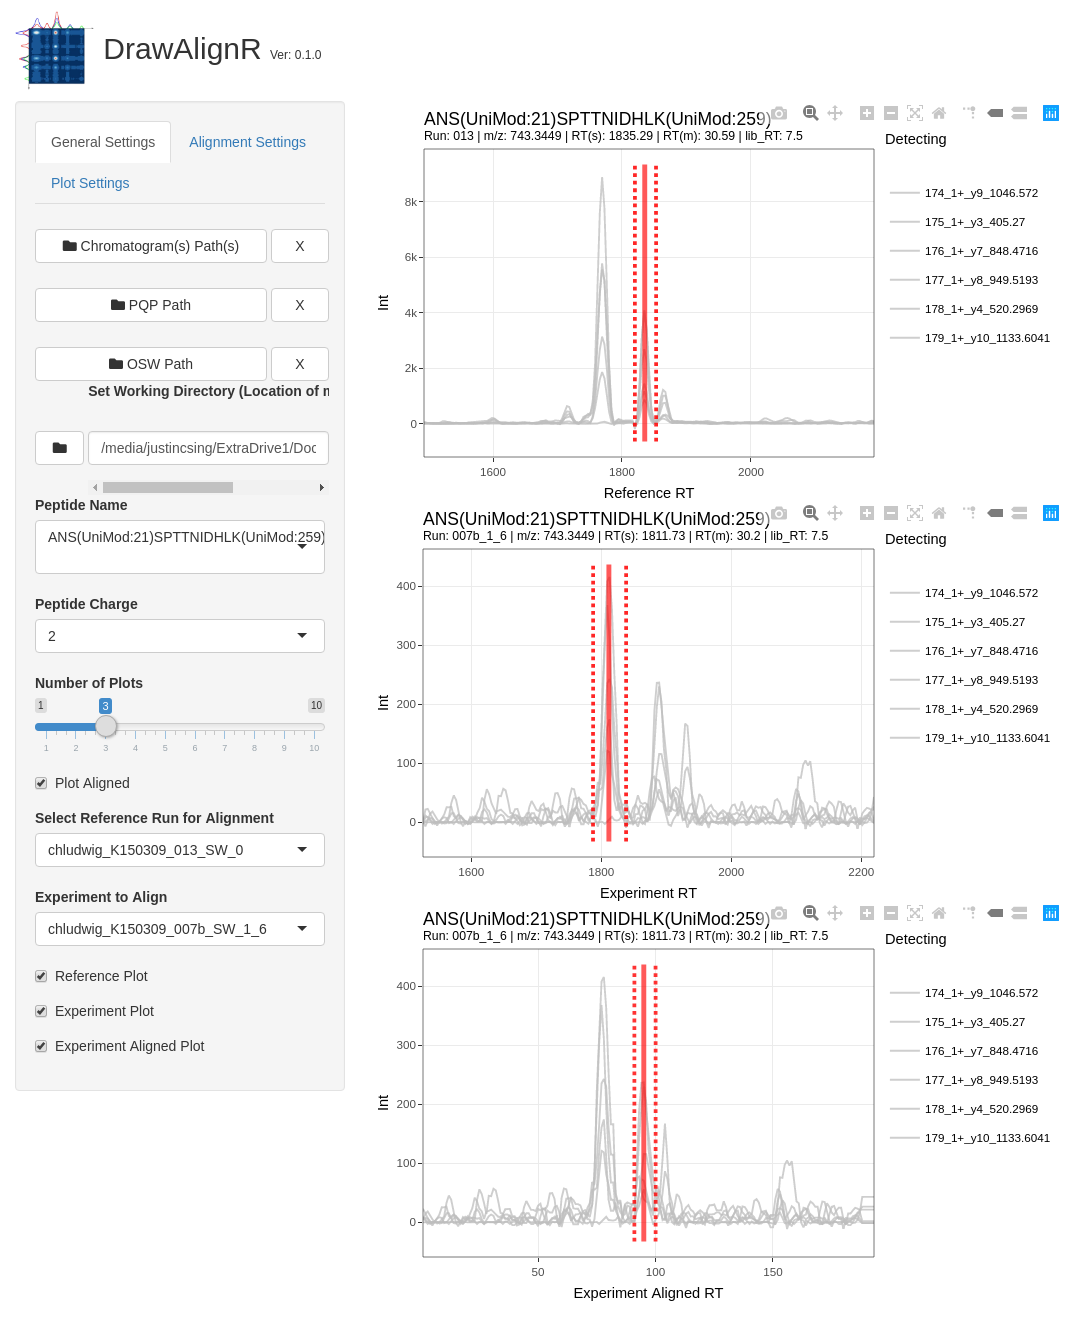 DrawAlignR Ver: 0.1.0
General Settings
Alignment Settings
Plot Settings
Chromatogram(s) Path(s)
X
PQP Path
X
OSW Path
X
Set Working Directory (Location of
/media/justincsing/ExtraDrive1/Doc
Peptide Name
ANS(UniMod:21)SPTTNIDHLK(UniMod:259)
Peptide Charge
2
Number of Plots
1
3
10
1 2 3 4 5 6 7 8 9 10
Plot Aligned
Select Reference Run for Alignment
chludwig_K150309_013_SW_0
Experiment to Align
chludwig_K150309_007b_SW_1_6
Reference Plot
Experiment Plot
Experiment Aligned Plot
ANS(UniMod:21)SPTTNIDHLK(UniMod:259)
Run: 013 | m/z: 743.3449 | RT(s): 1835.29 | RT(m): 30.59 | lib_RT: 7.5
Detecting
174_1+_y9_1046.572
175_1+_y3_405.27
176_1+_y7_848.4716
177_1+_y8_949.5193
178_1+_y4_520.2969
179_1+_y10_1133.6041
Int
8k
6k
4k
2k
0
1600 1800 2000
Reference RT
ANS(UniMod:21)SPTTNIDHLK(UniMod:259)
Run: 007b_1_6 | m/z: 743.3449 | RT(s): 1811.73 | RT(m): 30.2 | lib_RT: 7.5
Detecting
174_1+_y9_1046.572
175_1+_y3_405.27
176_1+_y7_848.4716
177_1+_y8_949.5193
178_1+_y4_520.2969
179_1+_y10_1133.6041
Int
400
300
200
100
0
1600 1800 2000 2200
Experiment RT
ANS(UniMod:21)SPTTNIDHLK(UniMod:259)
Run: 007b_1_6 | m/z: 743.3449 | RT(s): 1811.73 | RT(m): 30.2 | lib_RT: 7.5
Detecting
174_1+_y9_1046.572
175_1+_y3_405.27
176_1+_y7_848.4716
177_1+_y8_949.5193
178_1+_y4_520.2969
179_1+_y10_1133.6041
Int
400
300
200
100
0
50 100 150
Experiment Aligned RT